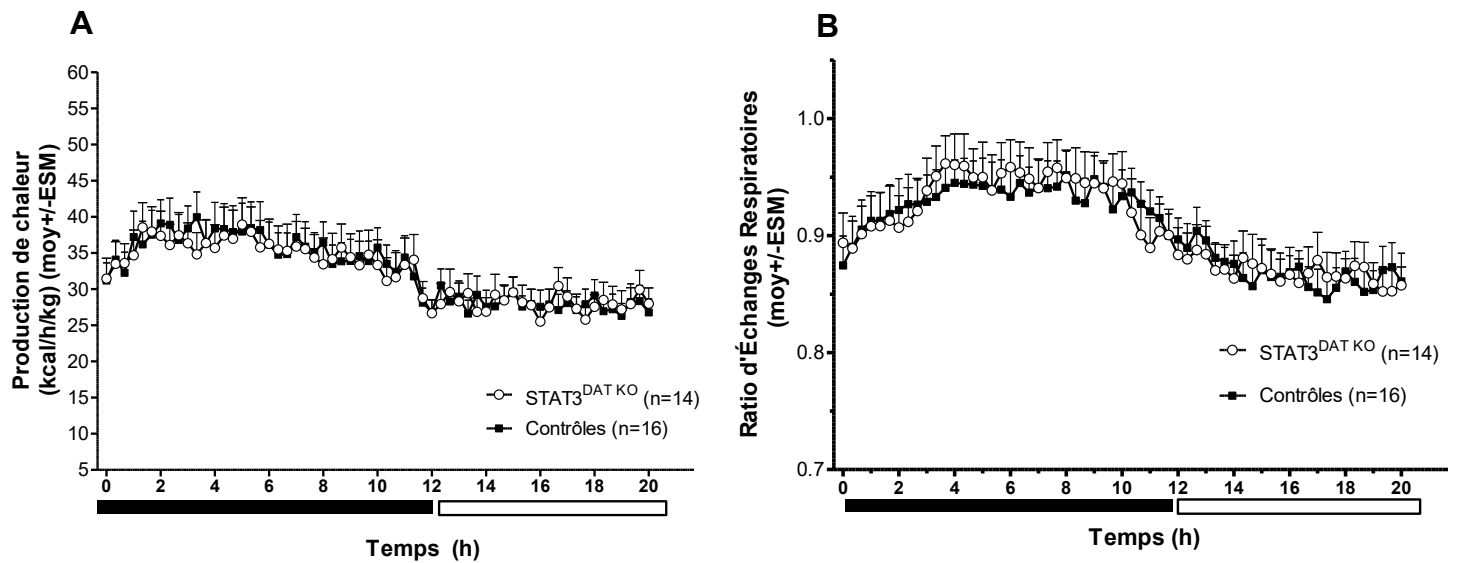 A
Production de chaleur
(kcal/h/kg) (moy+/-ESM)
60
55
50
45
40
35
30
25
20
15
10
5
STAT3DAT KO (n=14)
Contrôles (n=16)
0 2 4 6 8 10 12 14 16 18 20
Temps (h)
B
Ratio d'Échanges Respiratoires
(moy+/-ESM)
1.0
0.9
0.8
0.7
STAT3DAT KO (n=14)
Contrôles (n=16)
0 2 4 6 8 10 12 14 16 18 20
Temps (h)